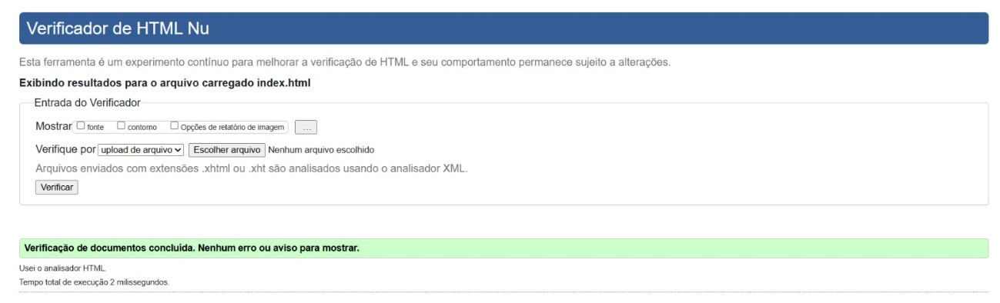 Verificador de HTML Nu
Esta ferramenta é um experimento contínuo para melhorar a verificação de HTML e seu comportamento permanece sujeito a alterações.
Exibindo resultados para o arquivo carregado index.html
Entrada do Verificador
Mostrar fonte contorno Opções de relatório de imagem ...
Verifique por upload de arquivo Escolher arquivo Nenhum arquivo escolhido
Arquivos enviados com extensões .xhtml ou .xht são analisados usando o analisador XML.
Verificar
Verificação de documentos concluída. Nenhum erro ou aviso para mostrar.
Usei o analisador HTML.
Tempo total de execução 2 milissegundos.